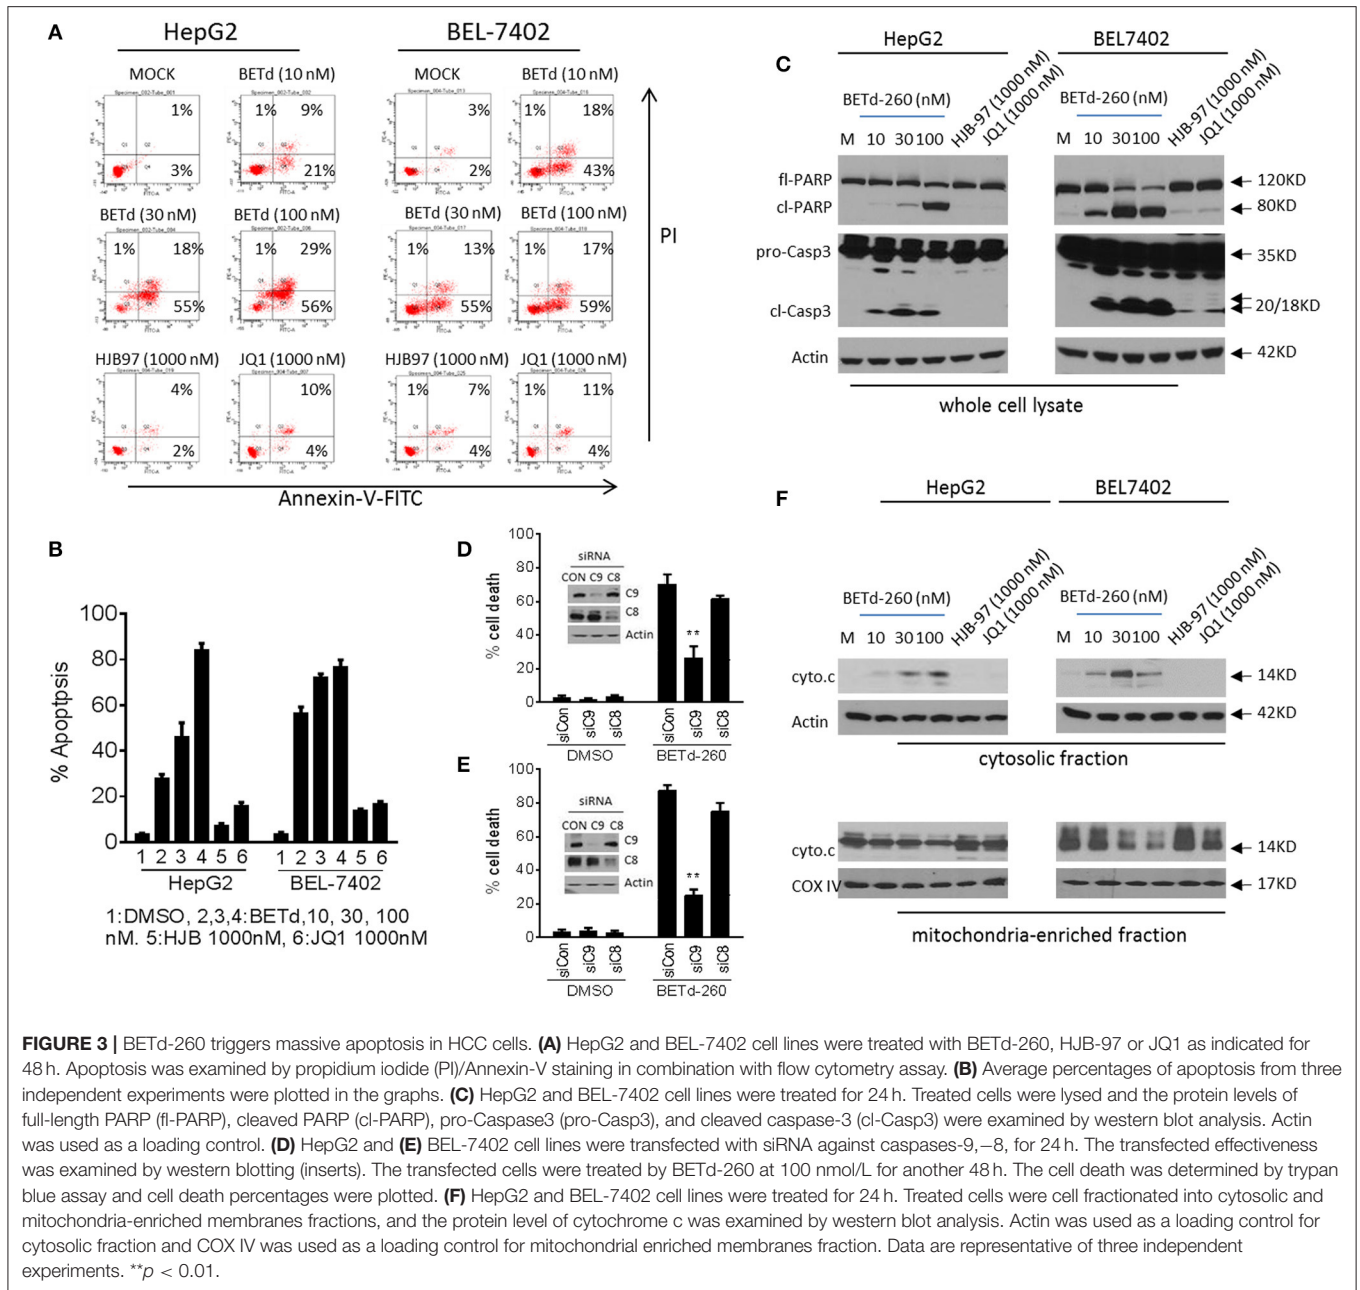 A
HepG2
BEL-7402
MOCK
BETd (10 nM)
MOCK
BETd (10 nM)
1%
1% 9%
3%
1% 18%
3%
21%
2%
43%
BETd (30 nM)
BETd (100 nM)
BETd (30 nM)
BETd (100 nM)
1% 18%
1% 29%
1% 13%
1% 17%
55%
56%
55%
59%
HJB97 (1000 nM)
JQ1 (1000 nM)
HJB97 (1000 nM)
JQ1 (1000 nM)
4%
10%
1% 7%
1% 11%
2%
4%
4%
4%
PI
Annexin-V-FITC
B
% Apoptpsis
100
80
60
40
20
0
1 2 3 4 5 6
1 2 3 4 5 6
HepG2
BEL-7402
1:DMSO, 2,3,4:BETd,10, 30, 100
nM. 5:HJB 1000nM, 6:JQ1 1000nM
C
HepG2
BEL7402
BETd-260 (nM)
HJB-97 (1000 nM)
JQ1 (1000 nM)
BETd-260 (nM)
HJB-97 (1000 nM)
JQ1 (1000 nM)
M 10 30 100
M 10 30 100
fl-PARP
120KD
cl-PARP
80KD
pro-Casp3
35KD
cl-Casp3
20/18KD
Actin
42KD
whole cell lysate
D
% cell death
100
80
60
40
20
0
siRNA
CON C9 C8
C9
C8
Actin
**
siCon
siC9
siC8
siCon
siC9
siC8
DMSO
BETd-260
E
% cell death
100
80
60
40
20
0
siRNA
CON C9 C8
C9
C8
Actin
**
siCon
siC9
siC8
siCon
siC9
siC8
DMSO
BETd-260
F
HepG2
BEL7402
BETd-260 (nM)
HJB-97 (1000 nM)
JQ1 (1000 nM)
BETd-260 (nM)
HJB-97 (1000 nM)
JQ1 (1000 nM)
M 10 30 100
M 10 30 100
cyto.c
14KD
Actin
42KD
cytosolic fraction
cyto.c
14KD
COX IV
17KD
mitochondria-enriched fraction
FIGURE 3 | BETd-260 triggers massive apoptosis in HCC cells. (A) HepG2 and BEL-7402 cell lines were treated with BETd-260, HJB-97 or JQ1 as indicated for
48 h. Apoptosis was examined by propidium iodide (PI)/Annexin-V staining in combination with flow cytometry assay. (B) Average percentages of apoptosis from three
independent experiments were plotted in the graphs. (C) HepG2 and BEL-7402 cell lines were treated for 24 h. Treated cells were lysed and the protein levels of
full-length PARP (fl-PARP), cleaved PARP (cl-PARP), pro-Caspase3 (pro-Casp3), and cleaved caspase-3 (cl-Casp3) were examined by western blot analysis. Actin
was used as a loading control. (D) HepG2 and (E) BEL-7402 cell lines were transfected with siRNA against caspases-9,−8, for 24 h. The transfected effectiveness
was examined by western blotting (inserts). The transfected cells were treated by BETd-260 at 100 nmol/L for another 48 h. The cell death was determined by trypan
blue assay and cell death percentages were plotted. (F) HepG2 and BEL-7402 cell lines were treated for 24 h. Treated cells were cell fractionated into cytosolic and
mitochondria-enriched membranes fractions, and the protein level of cytochrome c was examined by western blot analysis. Actin was used as a loading control for
cytosolic fraction and COX IV was used as a loading control for mitochondrial enriched membranes fraction. Data are representative of three independent
experiments. **p < 0.01.